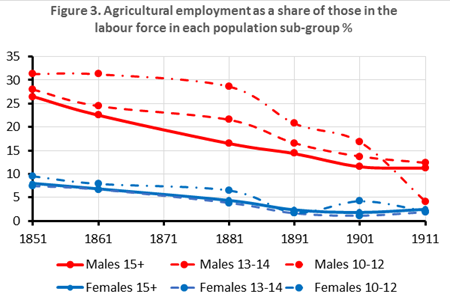 Figure 3. Agricultural employment as a share of those in the
labour force in each population sub-group %
35
30
25
20
15
10
5
0
1851 1861 1871 1881 1891 1901 1911
Males 15+ Males 13-14 Males 10-12
Females 15+ Females 13-14 Females 10-12